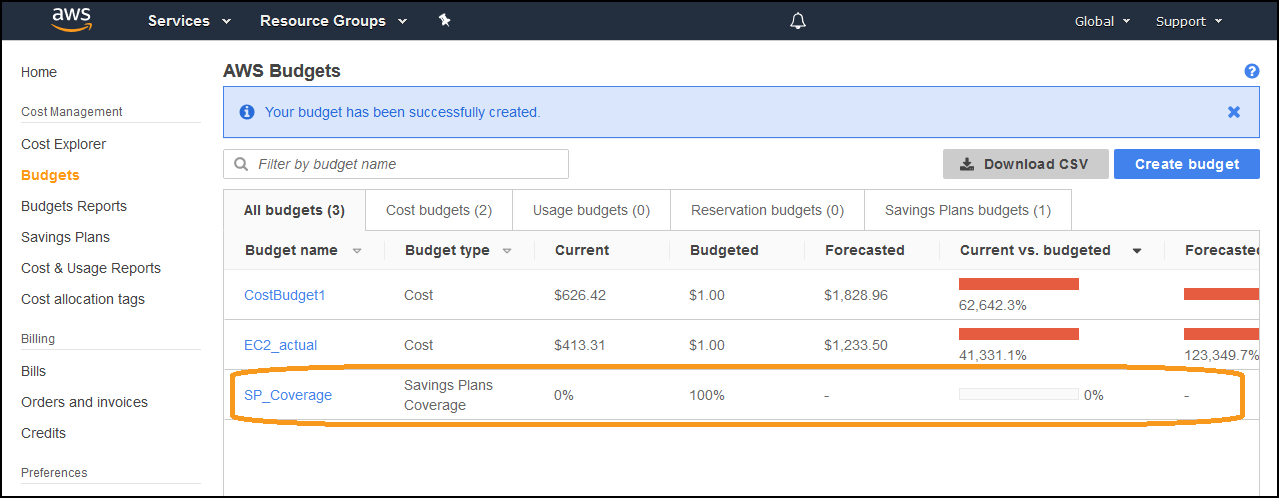 aws Services Resource Groups Global Support
Home
Cost Management
Cost Explorer
Budgets
Budgets Reports
Savings Plans
Cost & Usage Reports
Cost allocation tags
Billing
Bills
Orders and invoices
Credits
Preferences
AWS Budgets
Your budget has been successfully created.
Filter by budget name Download CSV Create budget
All budgets (3) Cost budgets (2) Usage budgets (0) Reservation budgets (0) Savings Plans budgets (1)
Budget name Budget type Current Budgeted Forecasted Current vs. budgeted
CostBudget1 Cost $626.42 $1.00 $1,828.96
62,642.3%
EC2_actual Cost $413.31 $1.00 $1,233.50
41,331.1% 123,349.7%
SP_Coverage Savings Plans 0% 100% - 0% -
Coverage